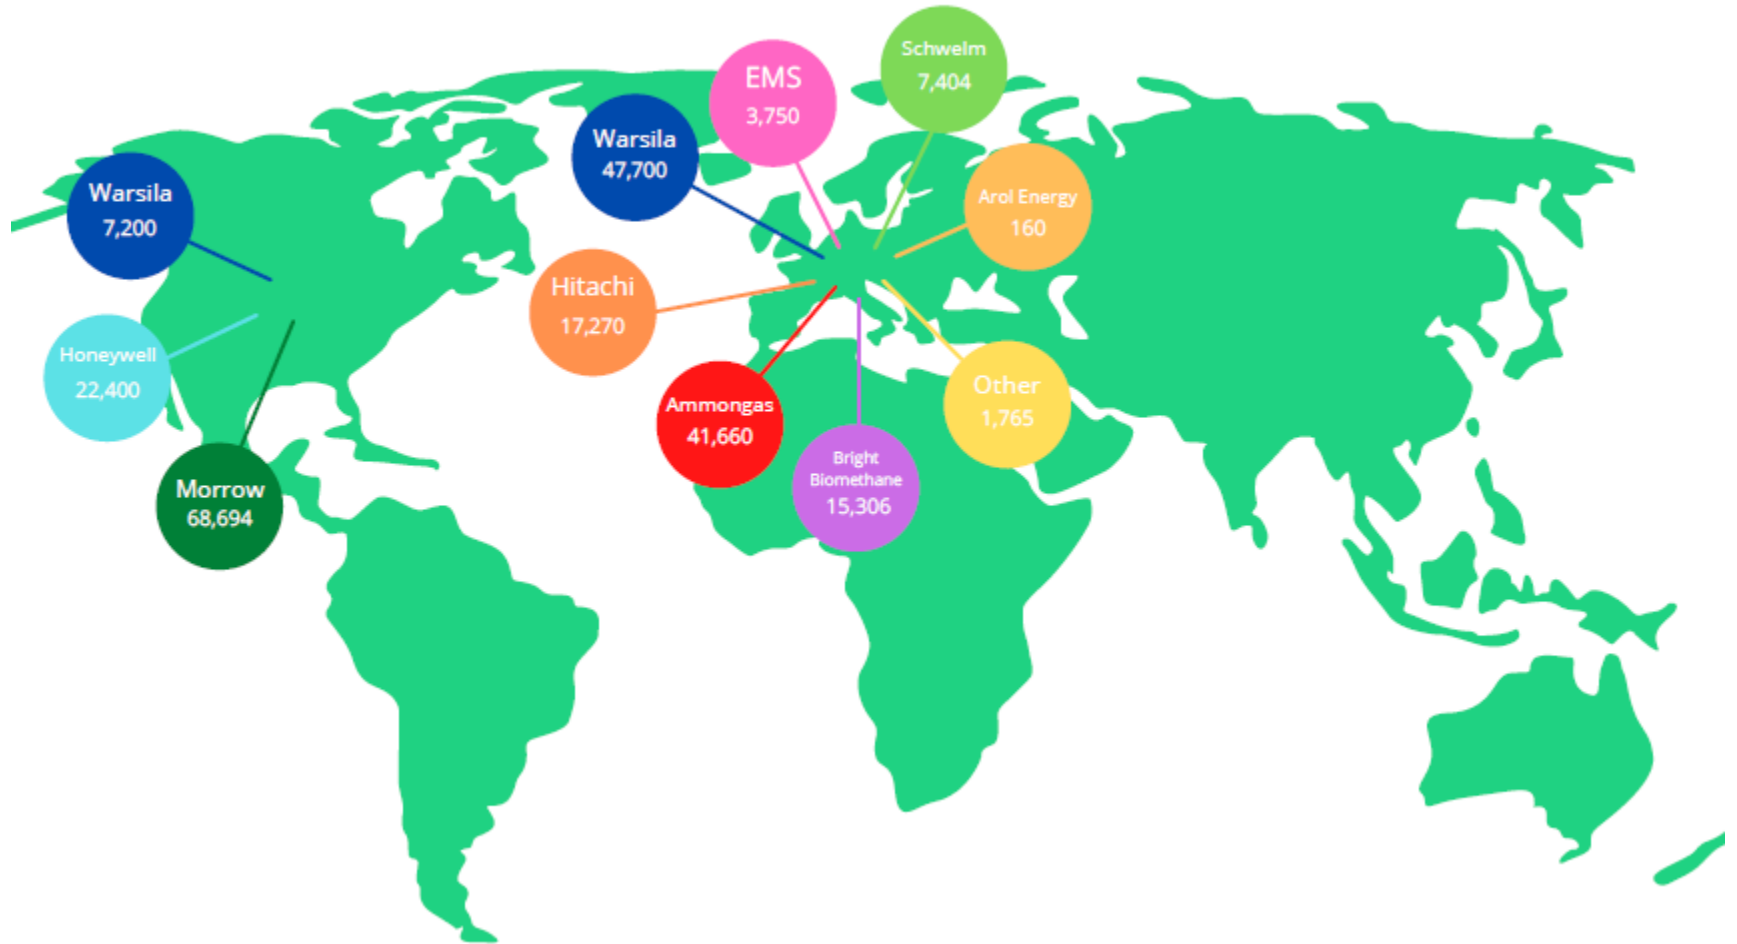 Schwelm
7,404
EMS
3,750
Warsila
47,700
Warsila
7,200
Arol Energy
160
Hitachi
17,270
Honeywell
22,400
Ammongas
41,660
Other
1,765
Bright
Biomethane
15,306
Morrow
68,694